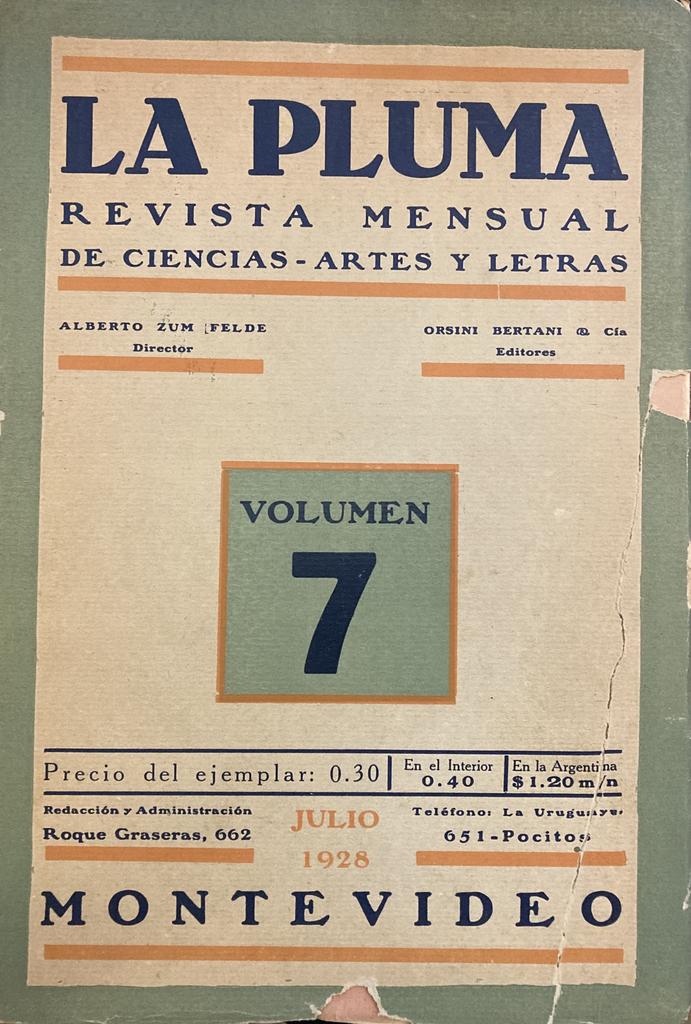 LA PLUMA
REVISTA MENSUAL
DE CIENCIAS-ARTES Y LETRAS
ALBERTO ZUM FELDE
Director
ORSINI BERTANI & Cía
Editores
VOLUMEN
7
Precio del ejemplar: 0.30
En el Interior
0.40
En la Argentina
$1.20 m/n
Redacción y Administración
Roque Graseras, 662
JULIO
1928
Teléfono: La Uruguaya,
651-Pocitos
MONTEVIDEO